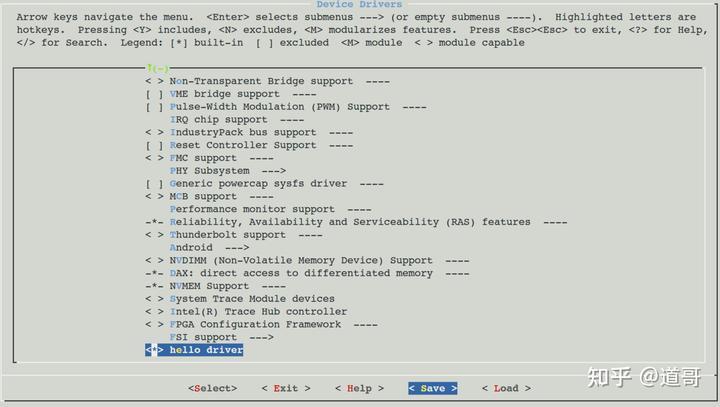 Device Drivers
Arrow keys navigate the menu. <Enter> selects submenus ---> (or empty submenus ----). Highlighted letters are
hotkeys. Pressing <Y> includes, <N> excludes, <M> modularizes features. Press <Esc><Esc> to exit, <?> for Help,
</> for Search. Legend: [*] built-in [ ] excluded <M> module < > module capable
↑(-)
< > Non-Transparent Bridge support ----
[ ] VME bridge support ----
[ ] Pulse-Width Modulation (PWM) Support ----
IRQ chip support ----
< > IndustryPack bus support ----
[ ] Reset Controller Support ----
< > FMC support ----
PHY Subsystem --->
[ ] Generic powercap sysfs driver ----
< > MCB support ----
Performance monitor support ----
-*- Reliability, Availability and Serviceability (RAS) features ----
< > Thunderbolt support ----
Android --->
< > NVDIMM (Non-Volatile Memory Device) Support ----
-*- DAX: direct access to differentiated memory ----
-*- NVMEM Support ----
< > System Trace Module devices
< > Intel(R) Trace Hub controller
< > FPGA Configuration Framework ----
FSI support --->
<*> hello driver
<Select> < Exit > < Help > < Save > < Load >
知乎 @道哥